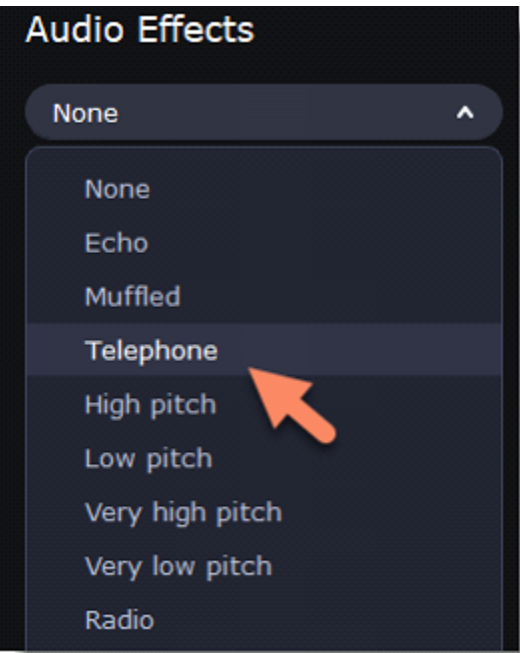 Audio Effects
None
None
Echo
Muffled
Telephone
High pitch
Low pitch
Very high pitch
Very low pitch
Radio